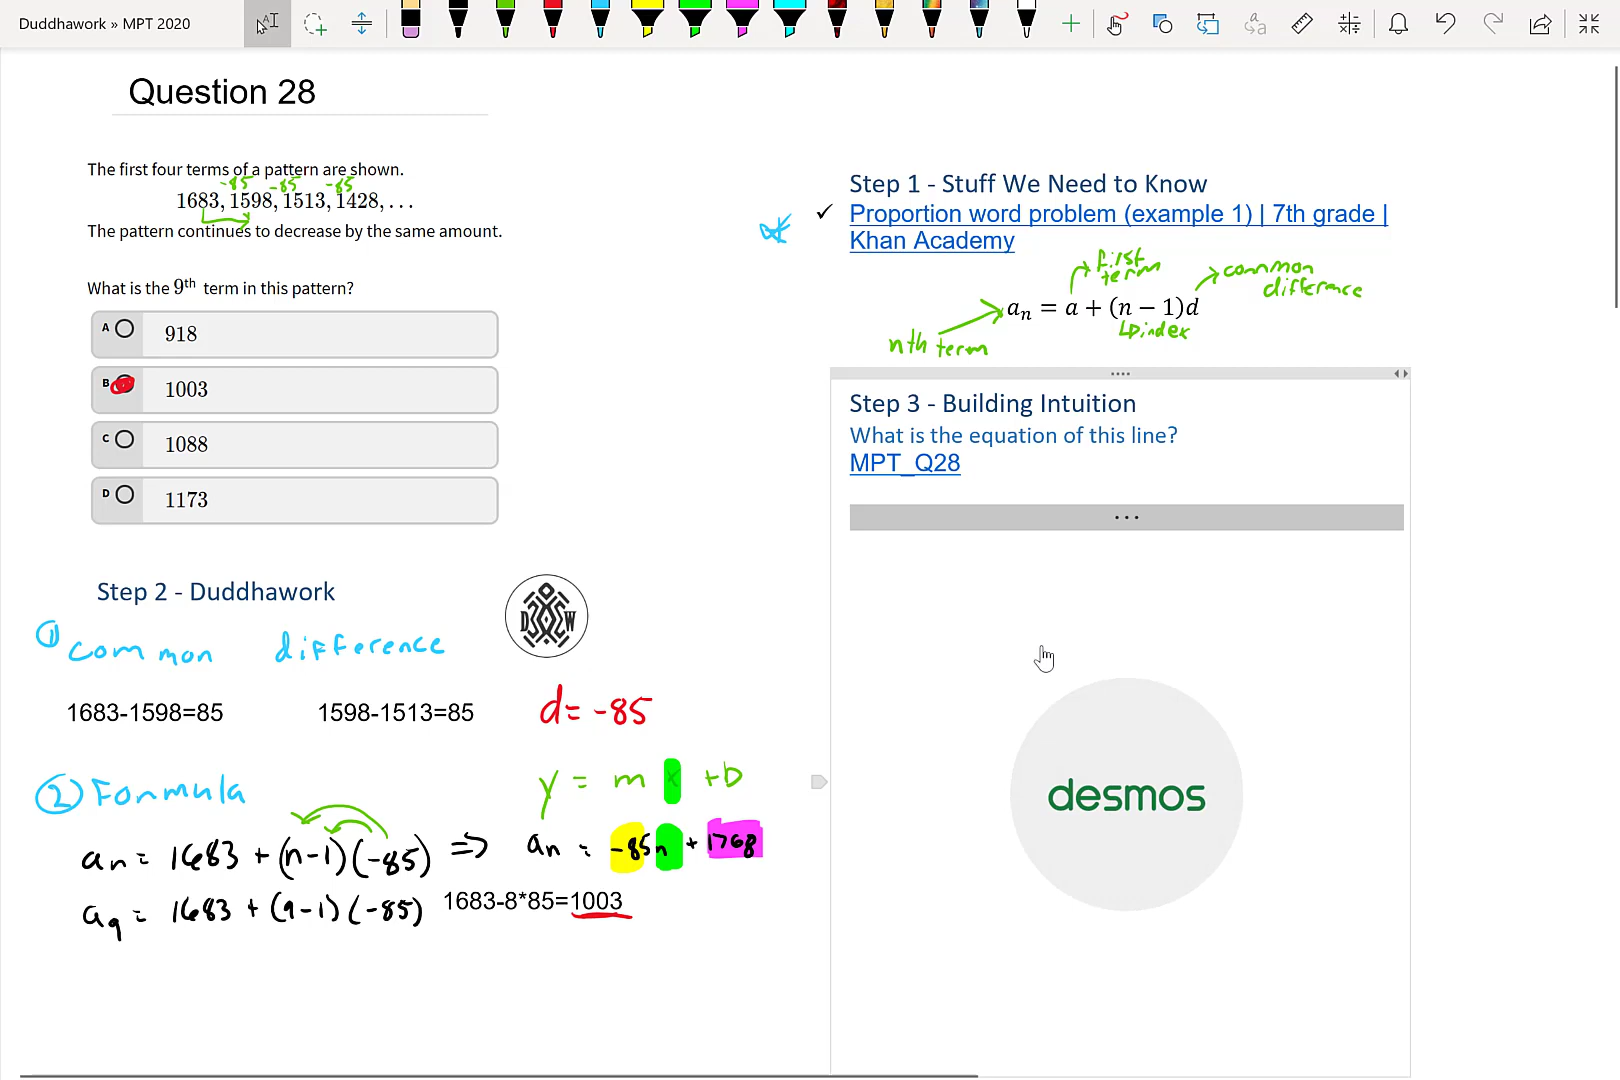 Duddhawork » MPT 2020
Question 28
The first four terms of a pattern are shown.
-85 -85 -85
1683, 1598, 1513, 1428, . . .
The pattern continues to decrease by the same amount.
What is the 9th term in this pattern?
A 918
B 1003
C 1088
D 1173
Step 1 - Stuff We Need to Know
Proportion word problem (example 1) | 7th grade |
Khan Academy
first
term
common
difference
an = a + (n − 1)d
index
nth term
Step 3 - Building Intuition
What is the equation of this line?
MPT_Q28
...
desmos
Step 2 - Duddhawork
D W
1 common difference
1683-1598=85 1598-1513=85 d= -85
2 Formula
y = m x +b
an = 1683 + (n-1)(-85) => an = -85n + 1768
a9 = 1683 + (9-1)(-85) 1683-8*85=1003